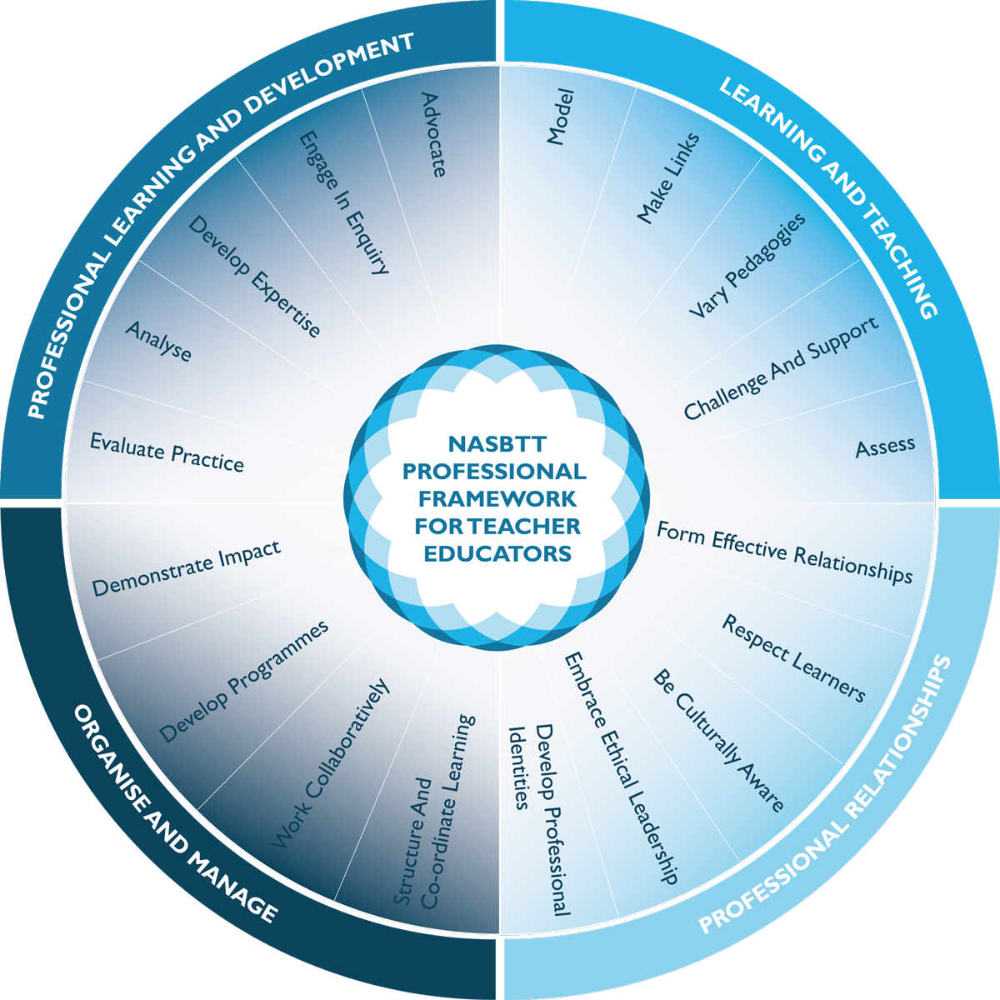 NASBTT
PROFESSIONAL
FRAMEWORK
FOR TEACHER
EDUCATORS
LEARNING AND TEACHING
Model
Make Links
Vary Pedagogies
Challenge And Support
Assess
PROFESSIONAL RELATIONSHIPS
Form Effective Relationships
Respect Learners
Be Culturally Aware
Embrace Ethical Leadership
Develop Professional
Identities
ORGANISE AND MANAGE
Structure And
Co-ordinate Learning
Work Collaboratively
Develop Programmes
Demonstrate Impact
PROFESSIONAL LEARNING AND DEVELOPMENT
Evaluate Practice
Analyse
Develop Expertise
Engage In Enquiry
Advocate